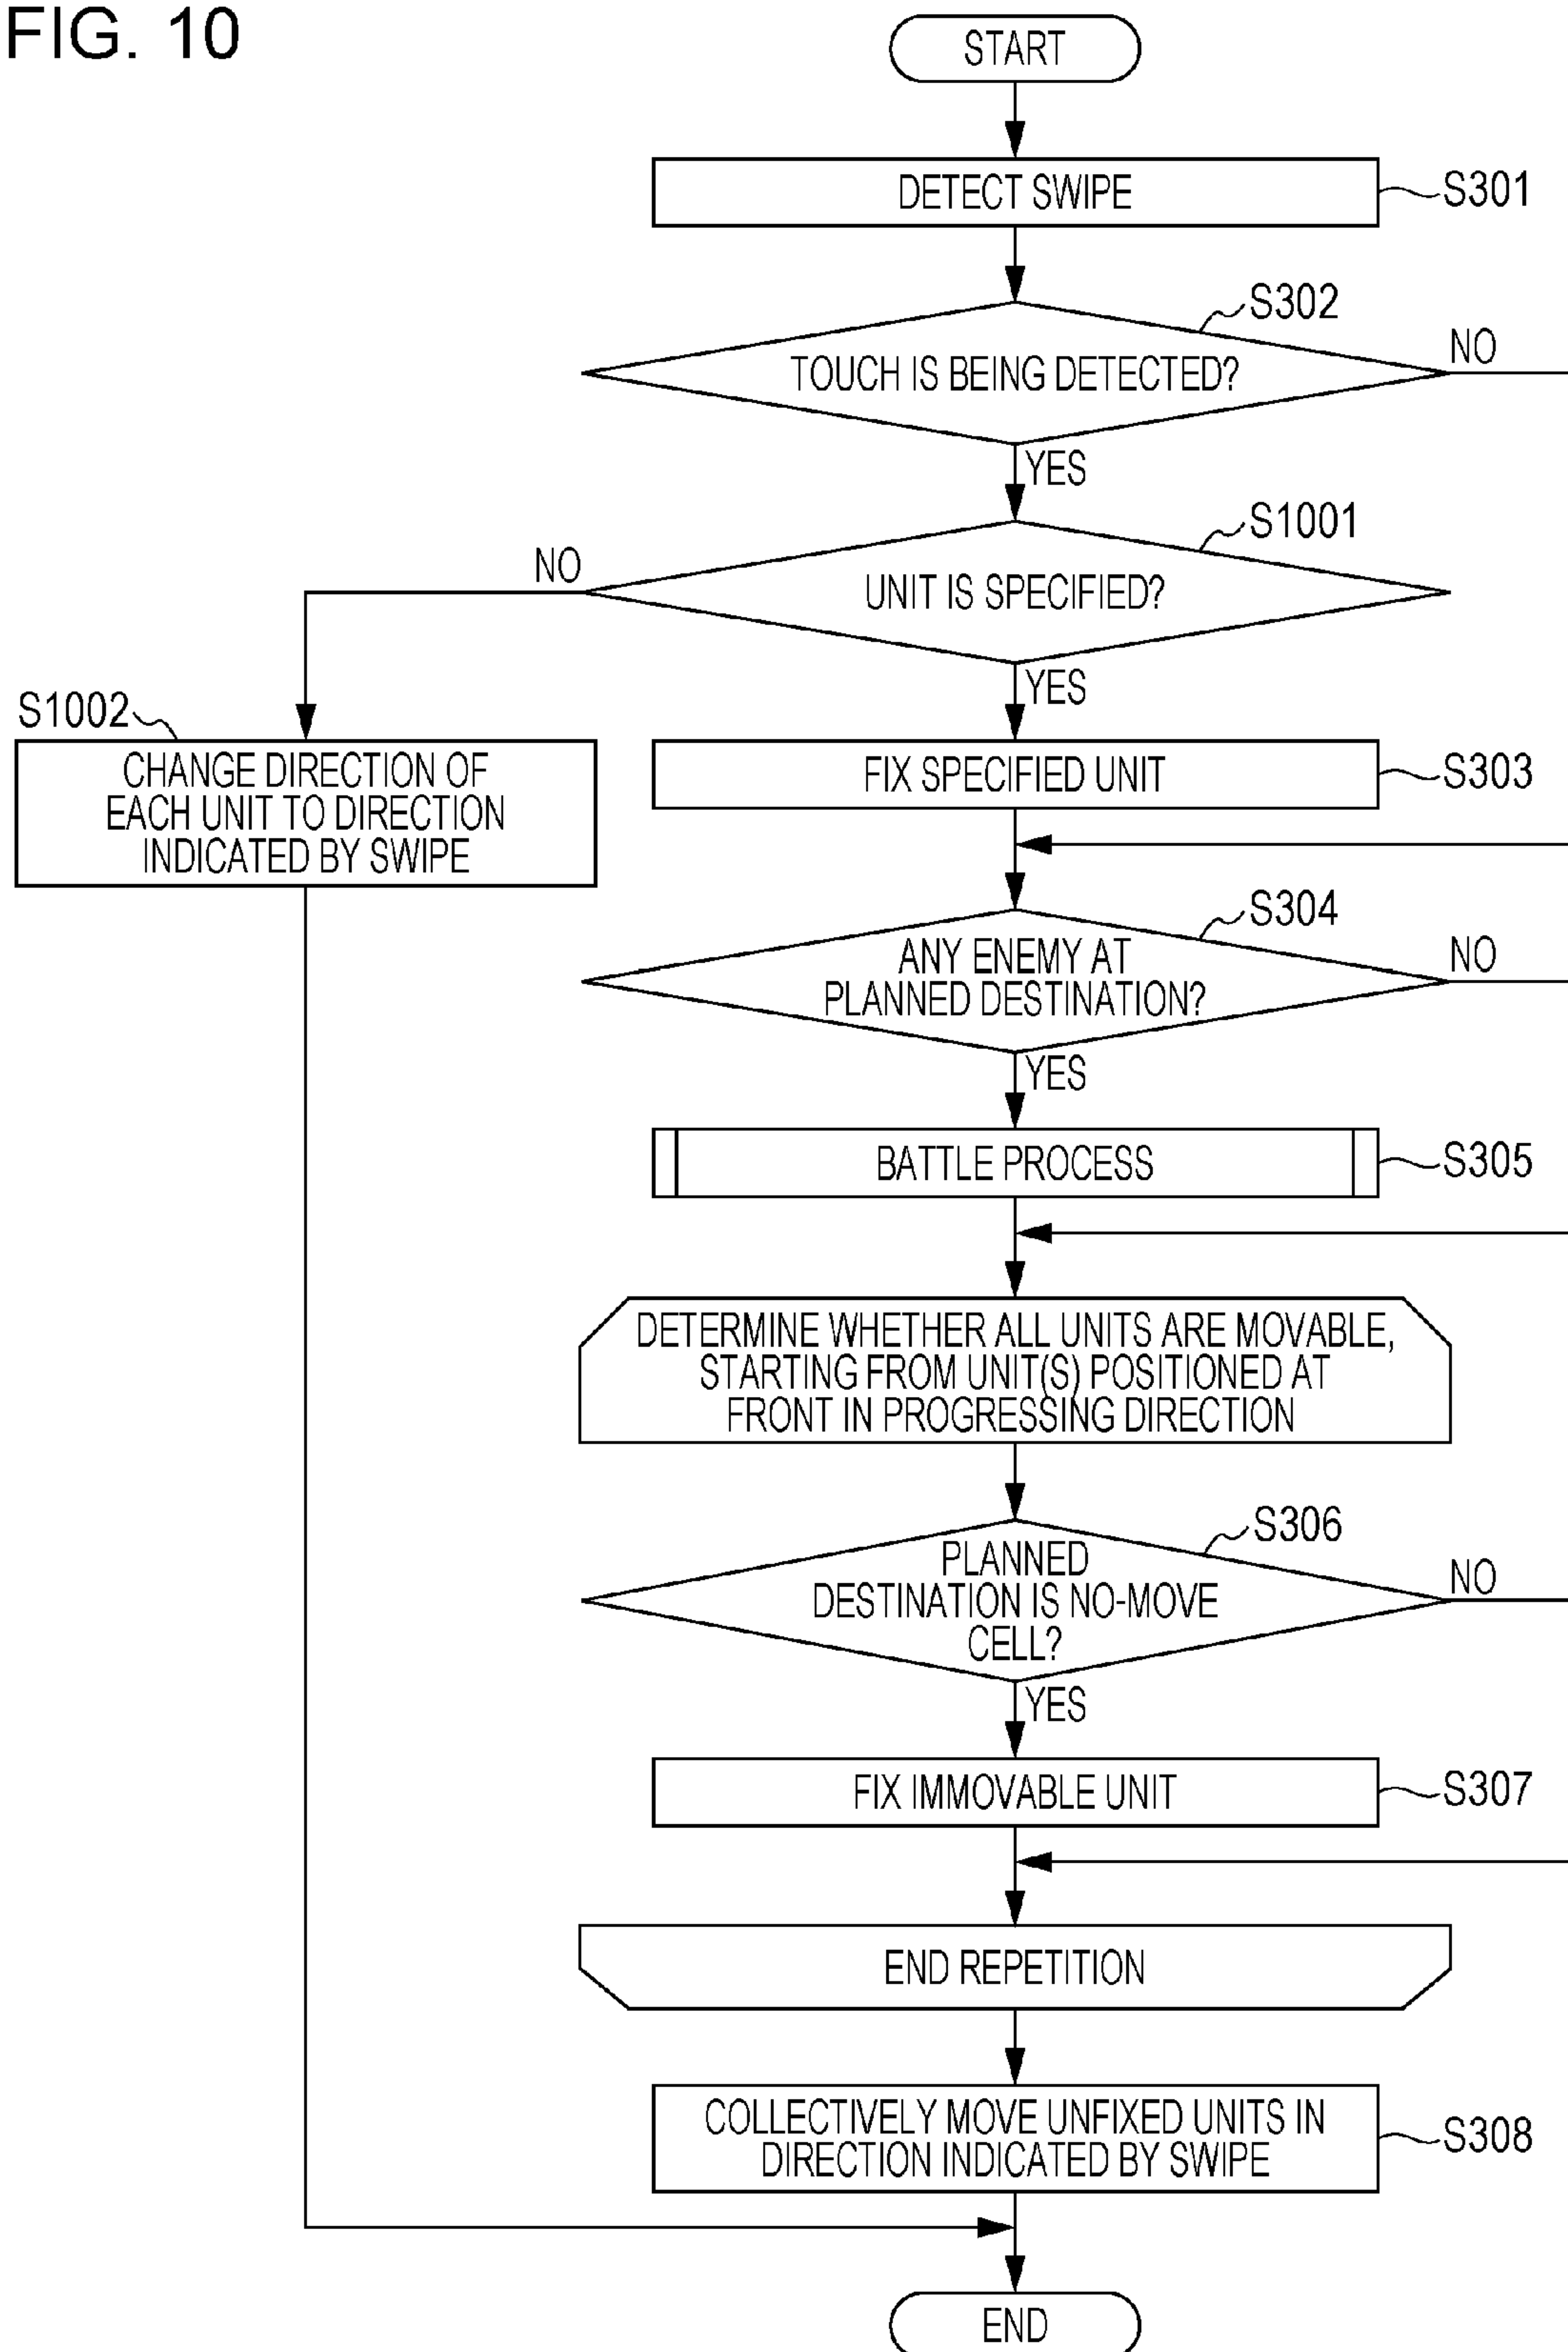 FIG. 10
START
DETECT SWIPE
S301
S302
TOUCH IS BEING DETECTED?
NO
YES
S1001
UNIT IS SPECIFIED?
NO
YES
S1002
CHANGE DIRECTION OF
EACH UNIT TO DIRECTION
INDICATED BY SWIPE
FIX SPECIFIED UNIT
S303
S304
ANY ENEMY AT
PLANNED DESTINATION?
NO
YES
BATTLE PROCESS
S305
DETERMINE WHETHER ALL UNITS ARE MOVABLE,
STARTING FROM UNIT(S) POSITIONED AT
FRONT IN PROGRESSING DIRECTION
S306
PLANNED
DESTINATION IS NO-MOVE
CELL?
NO
YES
FIX IMMOVABLE UNIT
S307
END REPETITION
COLLECTIVELY MOVE UNFIXED UNITS IN
DIRECTION INDICATED BY SWIPE
S308
END